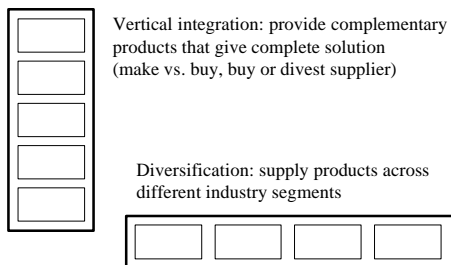 Vertical integration: provide complementary
products that give complete solution
(make vs. buy, buy or divest supplier)
Diversification: supply products across
different industry segments